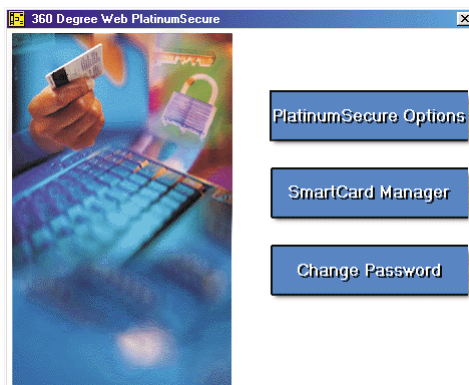 360 Degree Web PlatinumSecure
PlatinumSecure Options
SmartCard Manager
Change Password